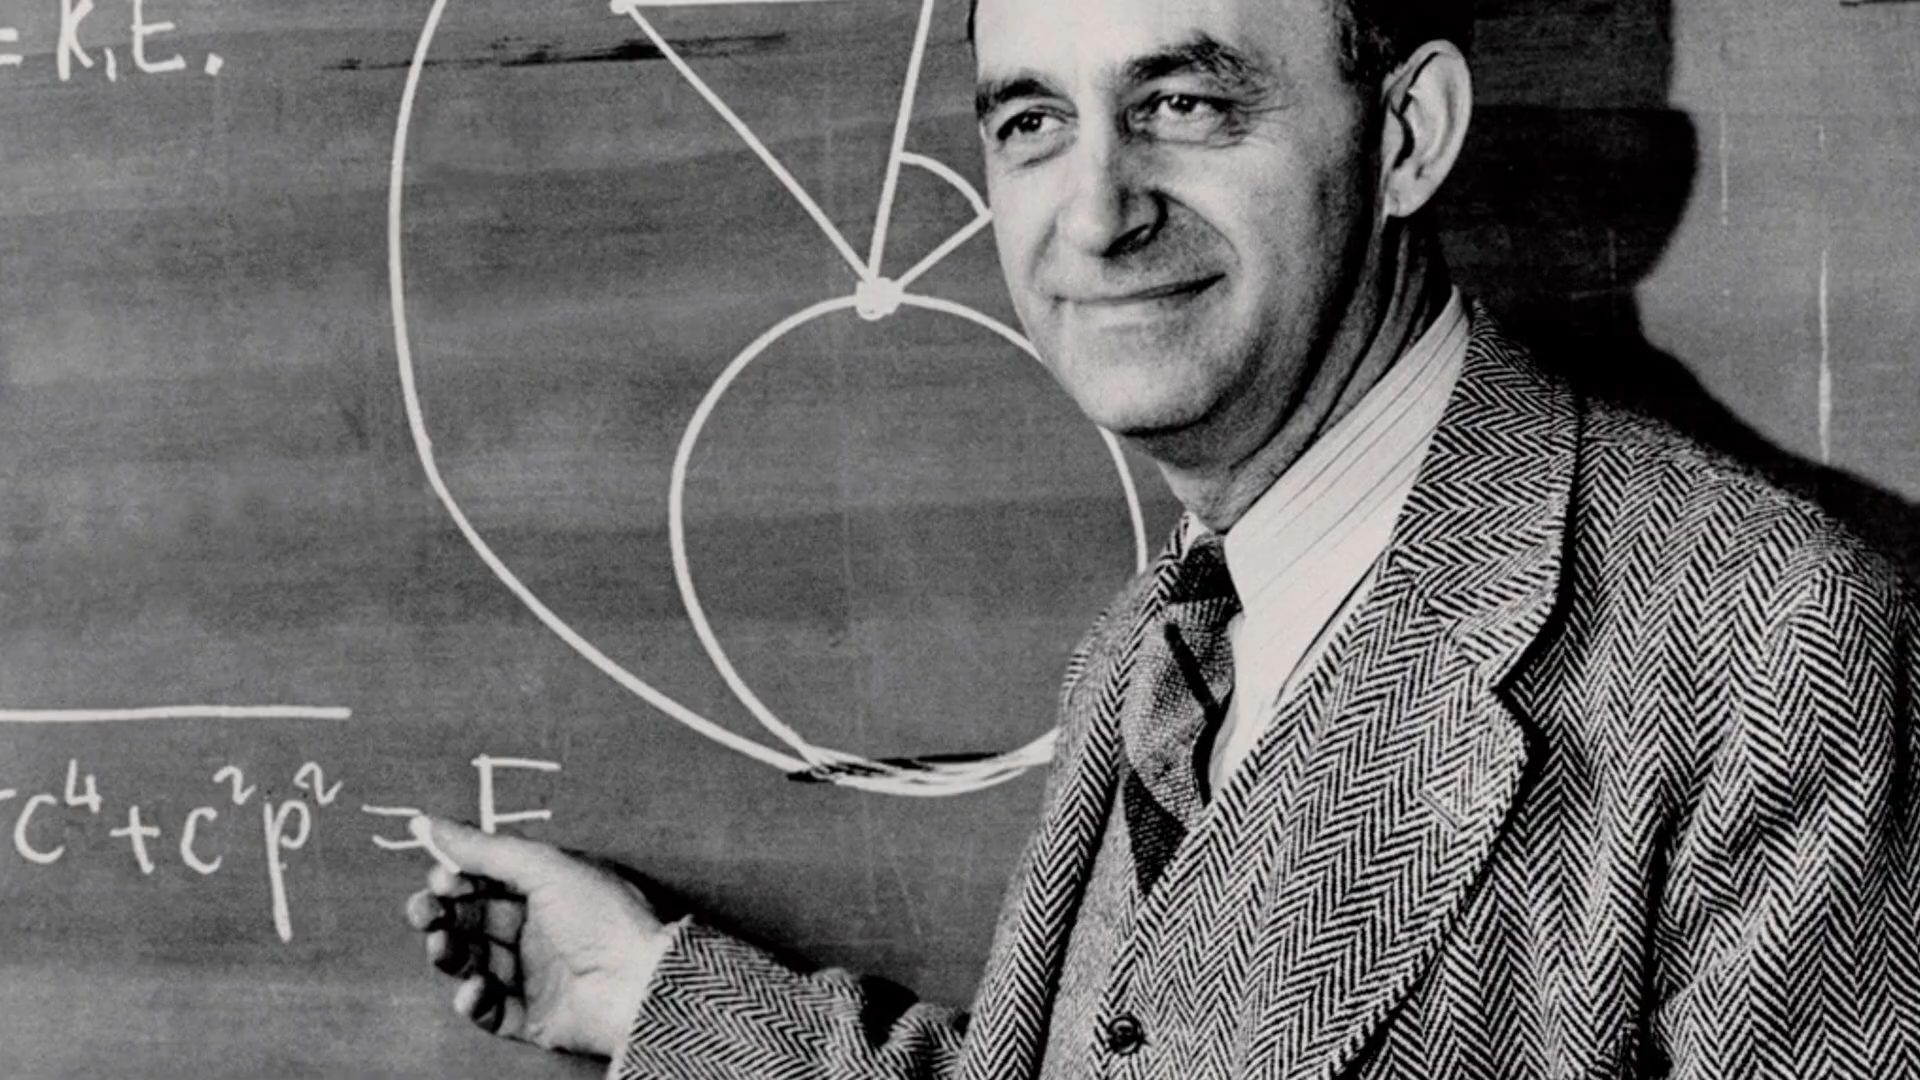 = K.E.
c⁴+c²p² = E